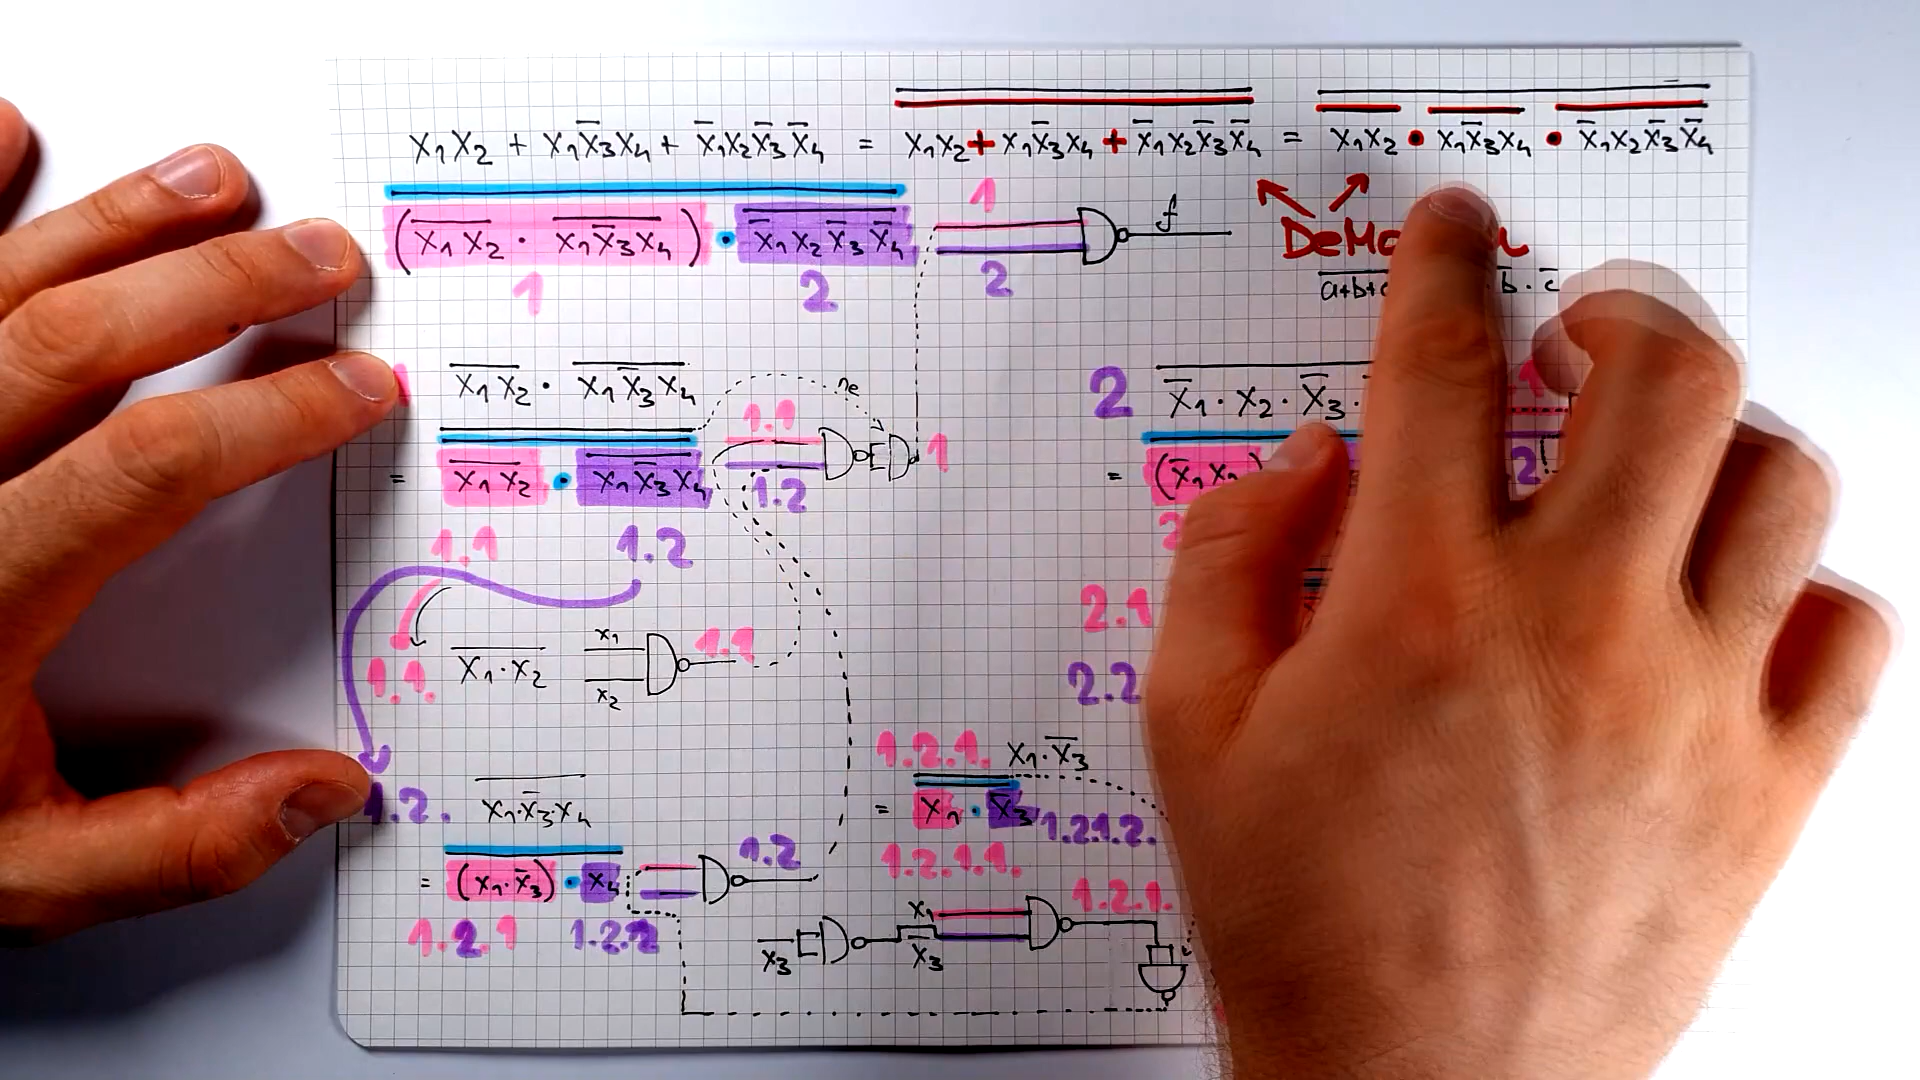 x₁x₂ + x₁x̅₃x₄ + x̅₁x₂x̅₃x̅₄ = x₁x₂ + x₁x̅₃x₄ + x̅₁x₂x̅₃x̅₄ = x₁x₂ • x₁x̅₃x₄ • x̅₁x₂x̅₃x̅₄
(x₁x₂ · x₁x̅₃x₄) • x̅₁x₂x̅₃x̅₄
1 2
1
2
f
a+b+ b̅ · c̅
x₁x₂ · x₁x̅₃x₄
ne
= x₁x₂ • x₁x̅₃x₄
1.1 1.2
1.1
1.2
1
1.1. x₁·x₂
x₁
x₂
1.1
1.2. x₁·x̅₃·x₄
= (x₁·x̅₃) • x₄
1.2.1 1.2.2
1.2
1.2.1. x₁·x̅₃
= x₁ • x̅₃ 1.2.1.2.
1.2.1.1.
x₃
x₁
x̅₃
1.2.1.
2 x̅₁ · x₂ · x̅₃ ·
= (x̅₁x₂)
2!
2.1
2.2